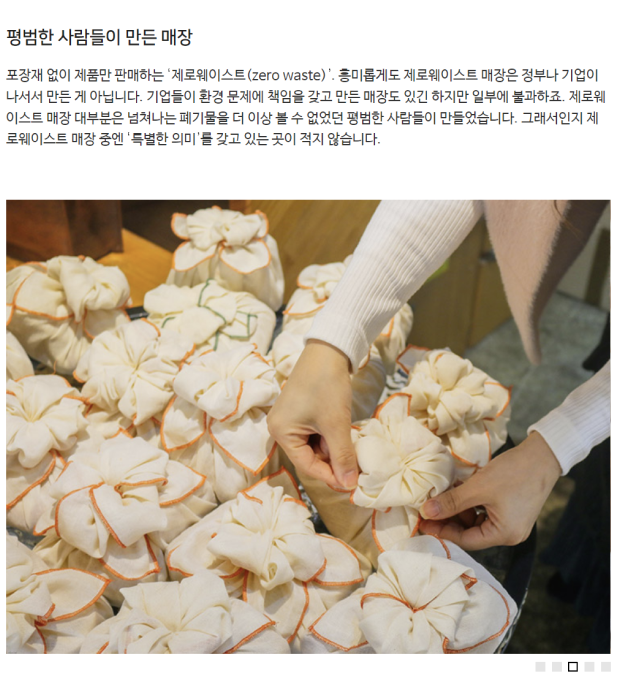 평범한 사람들이 만든 매장
포장재 없이 제품만 판매하는 ‘제로웨이스트(zero waste)’. 흥미롭게도 제로웨이스트 매장은 정부나 기업이
나서서 만든 게 아닙니다. 기업들이 환경 문제에 책임을 갖고 만든 매장도 있긴 하지만 일부에 불과하죠. 제로웨
이스트 매장 대부분은 넘쳐나는 폐기물을 더 이상 볼 수 없었던 평범한 사람들이 만들었습니다. 그래서인지 제
로웨이스트 매장 중엔 ‘특별한 의미’를 갖고 있는 곳이 적지 않습니다.